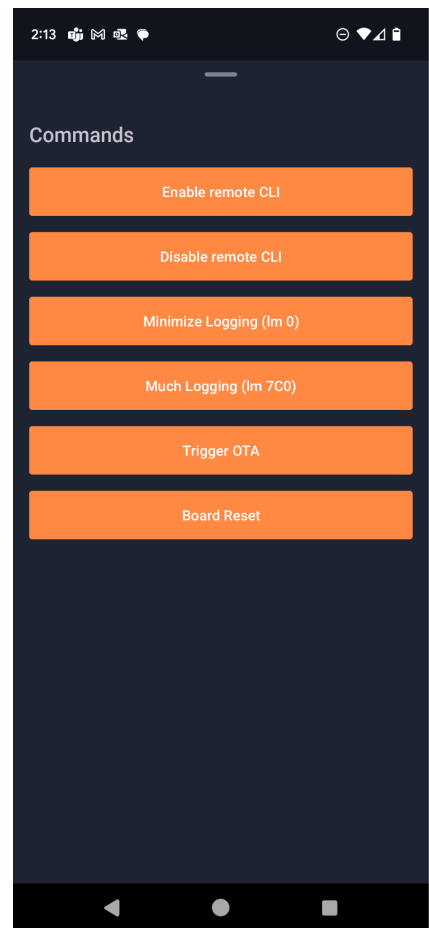 2:13
Commands
Enable remote CLI
Disable remote CLI
Minimize Logging (lm 0)
Much Logging (lm 7C0)
Trigger OTA
Board Reset